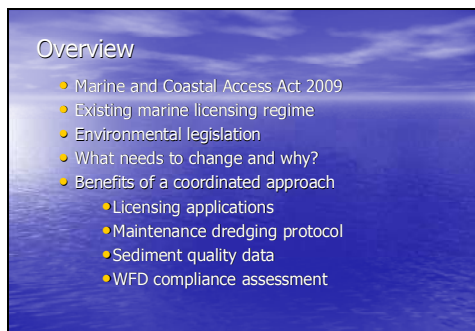 Overview
• Marine and Coastal Access Act 2009
• Existing marine licensing regime
• Environmental legislation
• What needs to change and why?
• Benefits of a coordinated approach
• Licensing applications
• Maintenance dredging protocol
• Sediment quality data
• WFD compliance assessment